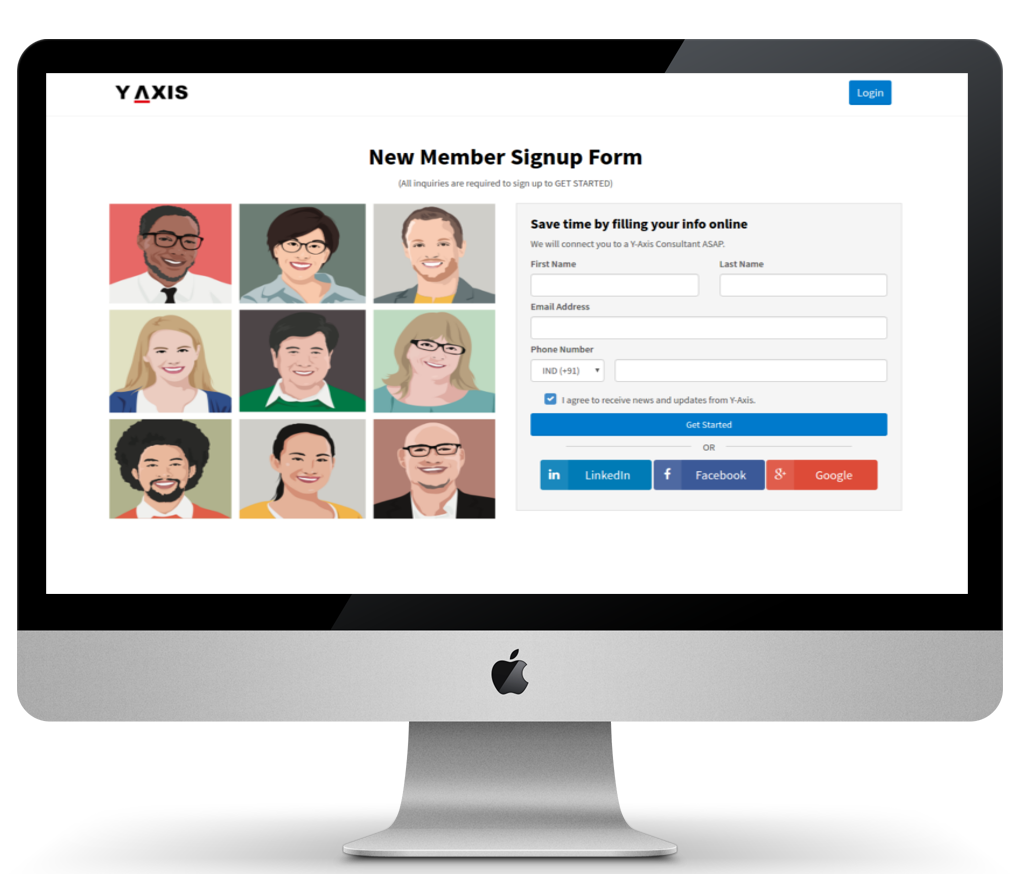 Y AXIS
Login
New Member Signup Form
(All inquiries are required to sign up to GET STARTED)
Save time by filling your info online
We will connect you to a Y-Axis Consultant ASAP.
First Name Last Name
Email Address
Phone Number
IND (+91)
I agree to receive news and updates from Y-Axis.
Get Started
OR
in LinkedIn f Facebook g+ Google